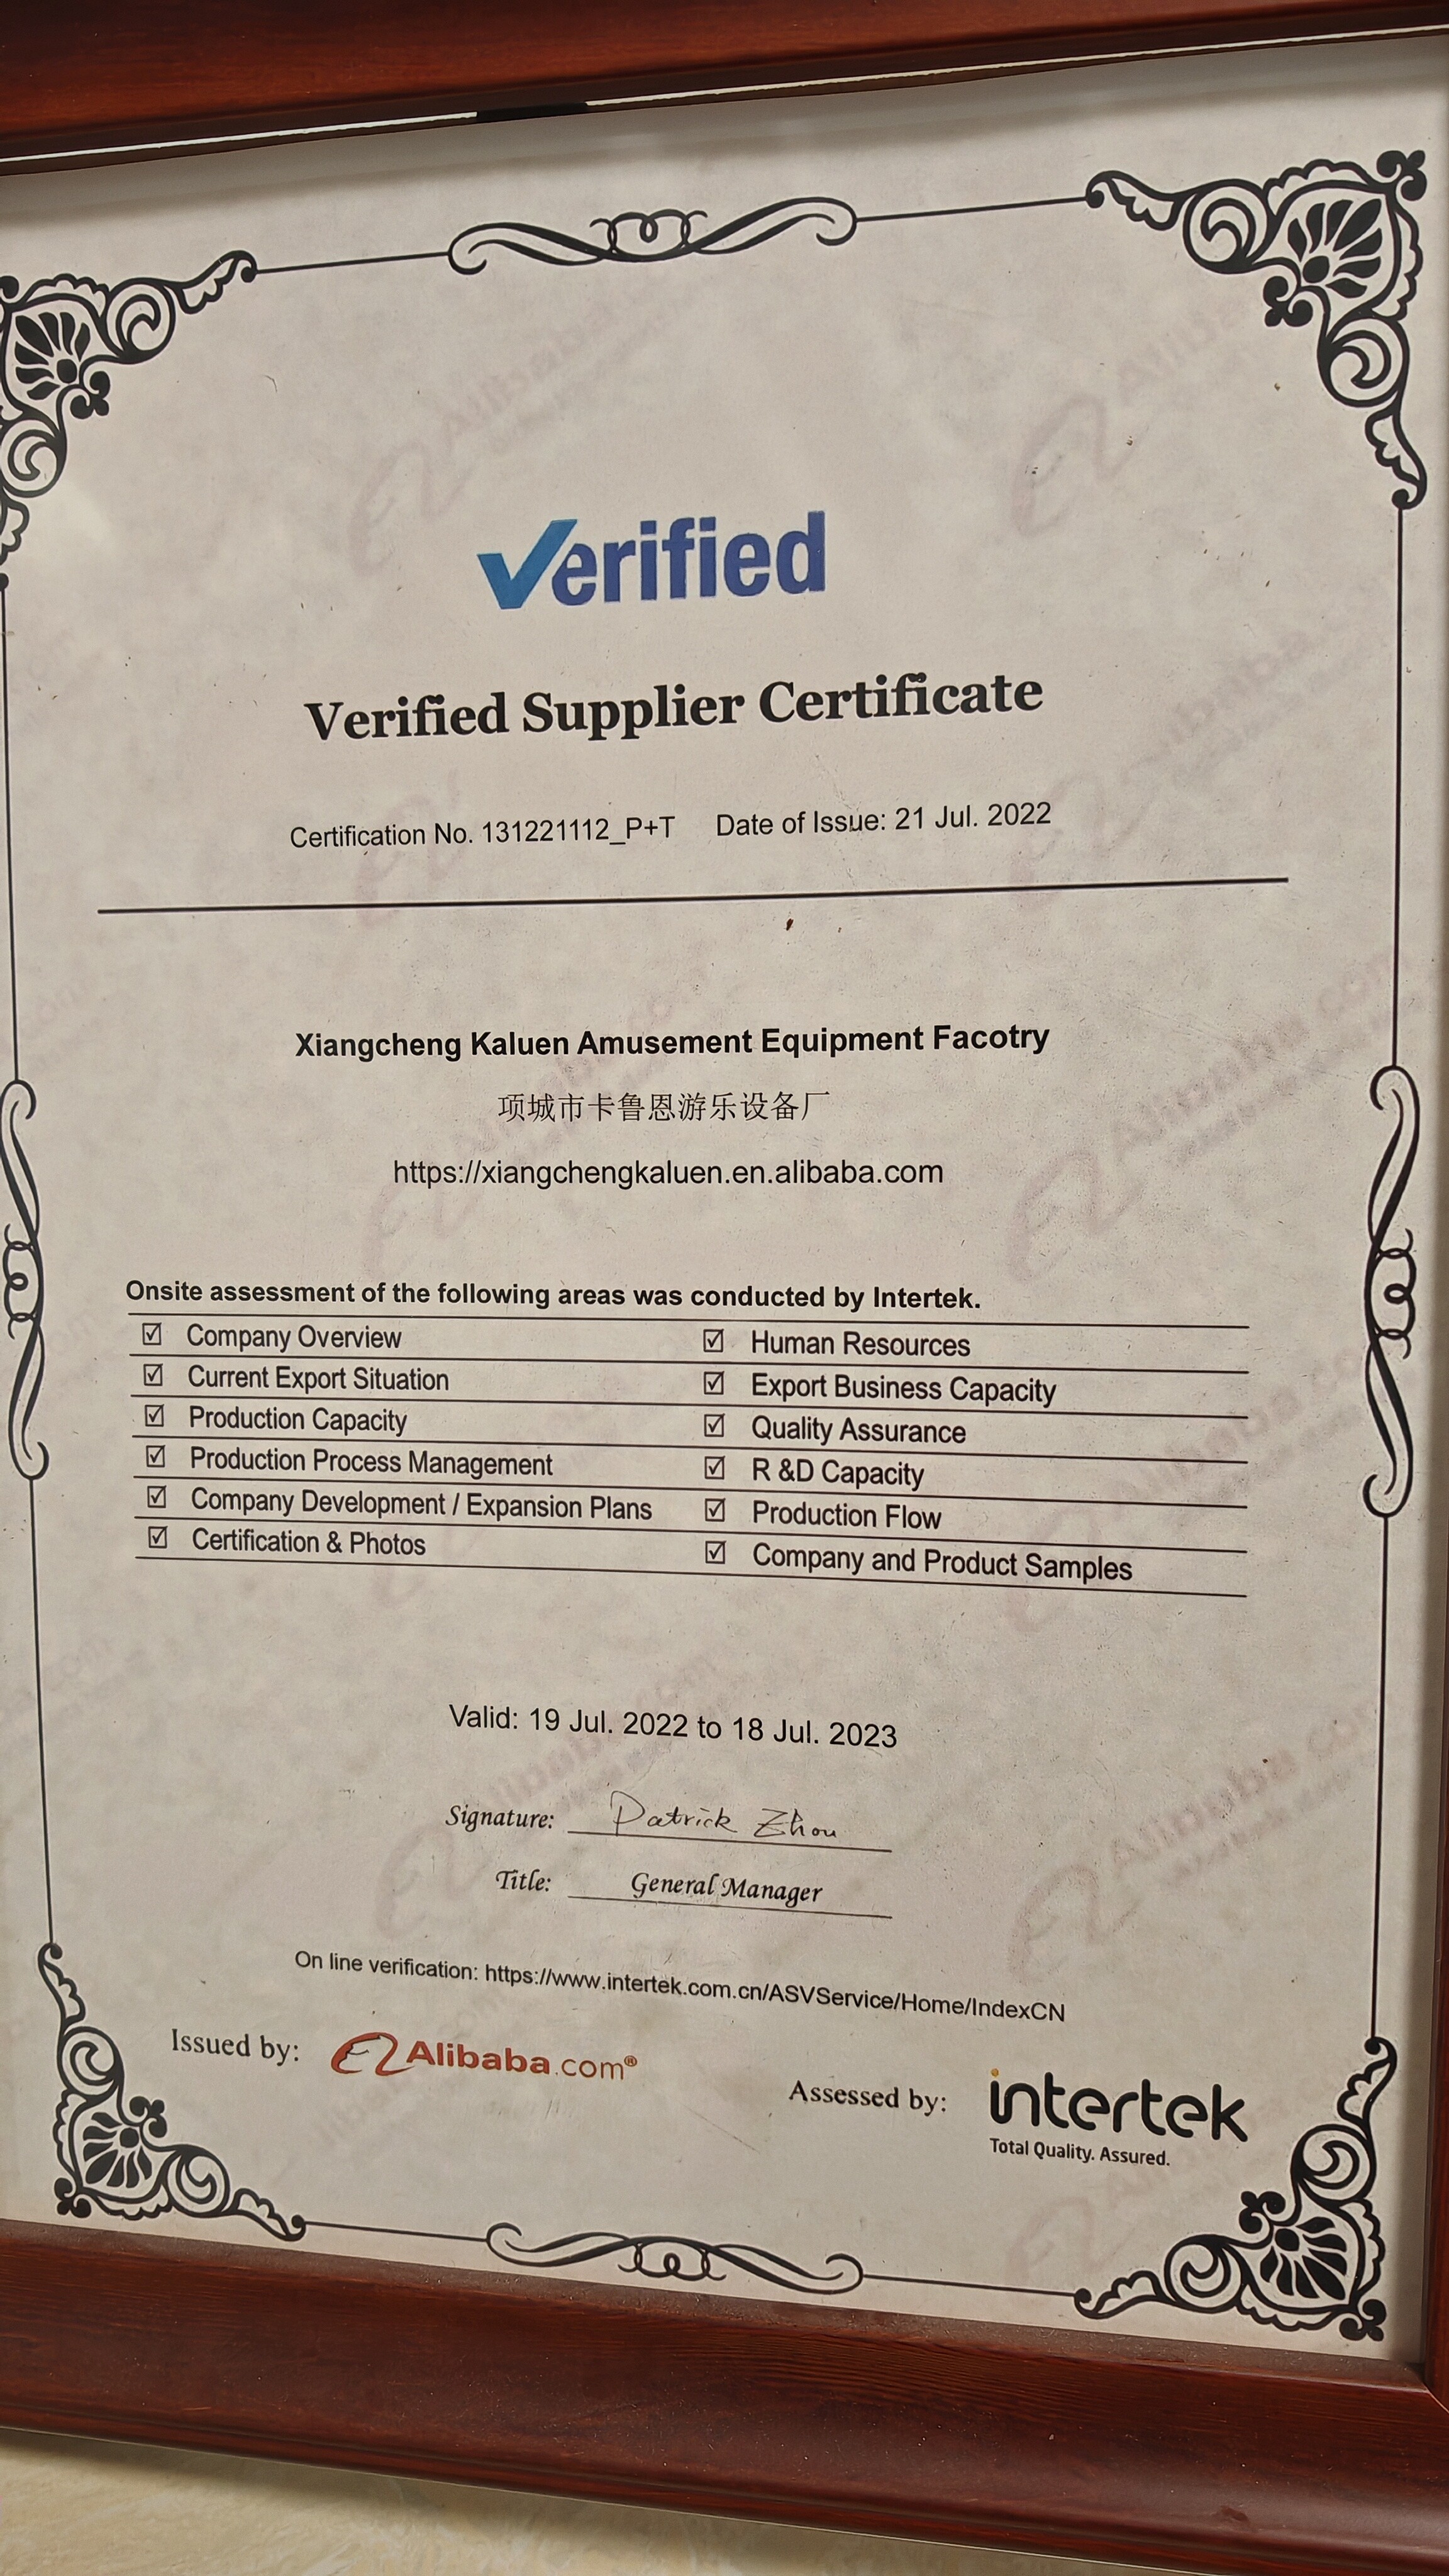 Verified
Verified Supplier Certificate
Certification No. 131221112_P+T Date of Issue: 21 Jul. 2022
Xiangcheng Kaluen Amusement Equipment Facotry
项城市卡鲁恩游乐设备厂
https://xiangchengkaluen.en.alibaba.com
Onsite assessment of the following areas was conducted by Intertek.
☑ Company Overview ☑ Human Resources
☑ Current Export Situation ☑ Export Business Capacity
☑ Production Capacity ☑ Quality Assurance
☑ Production Process Management ☑ R &D Capacity
☑ Company Development / Expansion Plans ☑ Production Flow
☑ Certification & Photos ☑ Company and Product Samples
Valid: 19 Jul. 2022 to 18 Jul. 2023
Signature: Patrick Zhou
Title: General Manager
On line verification: https://www.intertek.com.cn/ASVService/Home/IndexCN
Issued by: Alibaba.com®
Assessed by: intertek
Total Quality. Assured.